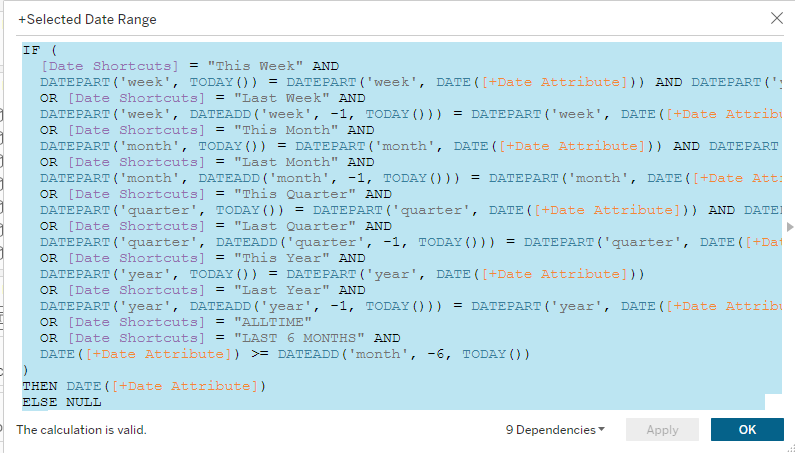 +Selected Date Range
IF (
[Date Shortcuts] = "This Week" AND
DATEPART('week', TODAY()) = DATEPART('week', DATE([+Date Attribute])) AND DATEPART('
OR [Date Shortcuts] = "Last Week" AND
DATEPART('week', DATEADD('week', -1, TODAY())) = DATEPART('week', DATE([+Date Attribu
OR [Date Shortcuts] = "This Month" AND
DATEPART('month', TODAY()) = DATEPART('month', DATE([+Date Attribute])) AND DATEPART
OR [Date Shortcuts] = "Last Month" AND
DATEPART('month', DATEADD('month', -1, TODAY())) = DATEPART('month', DATE([+Date Att
OR [Date Shortcuts] = "This Quarter" AND
DATEPART('quarter', TODAY()) = DATEPART('quarter', DATE([+Date Attribute])) AND DATE
OR [Date Shortcuts] = "Last Quarter" AND
DATEPART('quarter', DATEADD('quarter', -1, TODAY())) = DATEPART('quarter', DATE([+Dat
OR [Date Shortcuts] = "This Year" AND
DATEPART('year', TODAY()) = DATEPART('year', DATE([+Date Attribute]))
OR [Date Shortcuts] = "Last Year" AND
DATEPART('year', DATEADD('year', -1, TODAY())) = DATEPART('year', DATE([+Date Attribu
OR [Date Shortcuts] = "ALLTIME"
OR [Date Shortcuts] = "LAST 6 MONTHS" AND
DATE([+Date Attribute]) >= DATEADD('month', -6, TODAY())
)
THEN DATE([+Date Attribute])
ELSE NULL
The calculation is valid.
9 Dependencies
Apply
OK